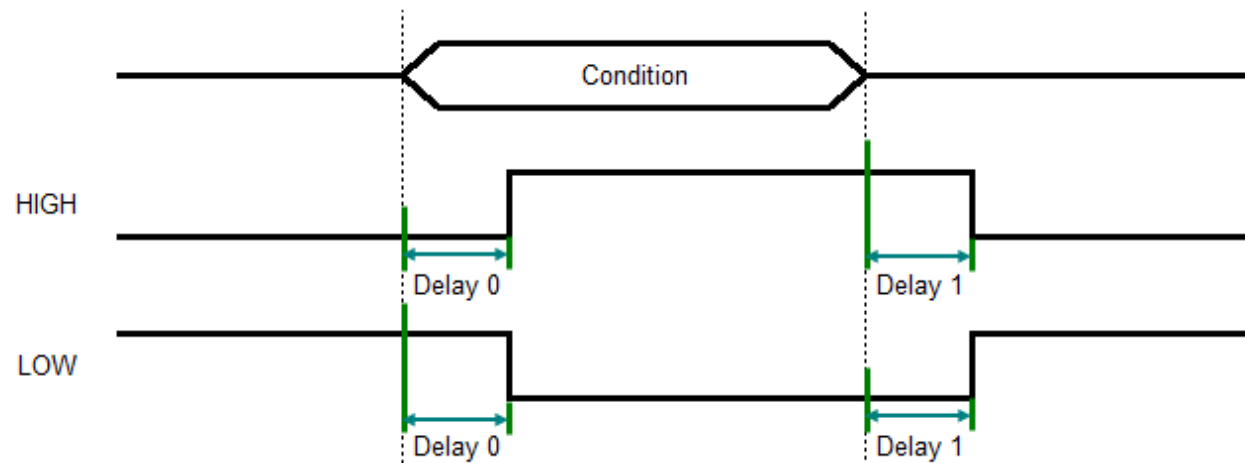 Condition
HIGH
Delay 0
Delay 1
LOW
Delay 0
Delay 1